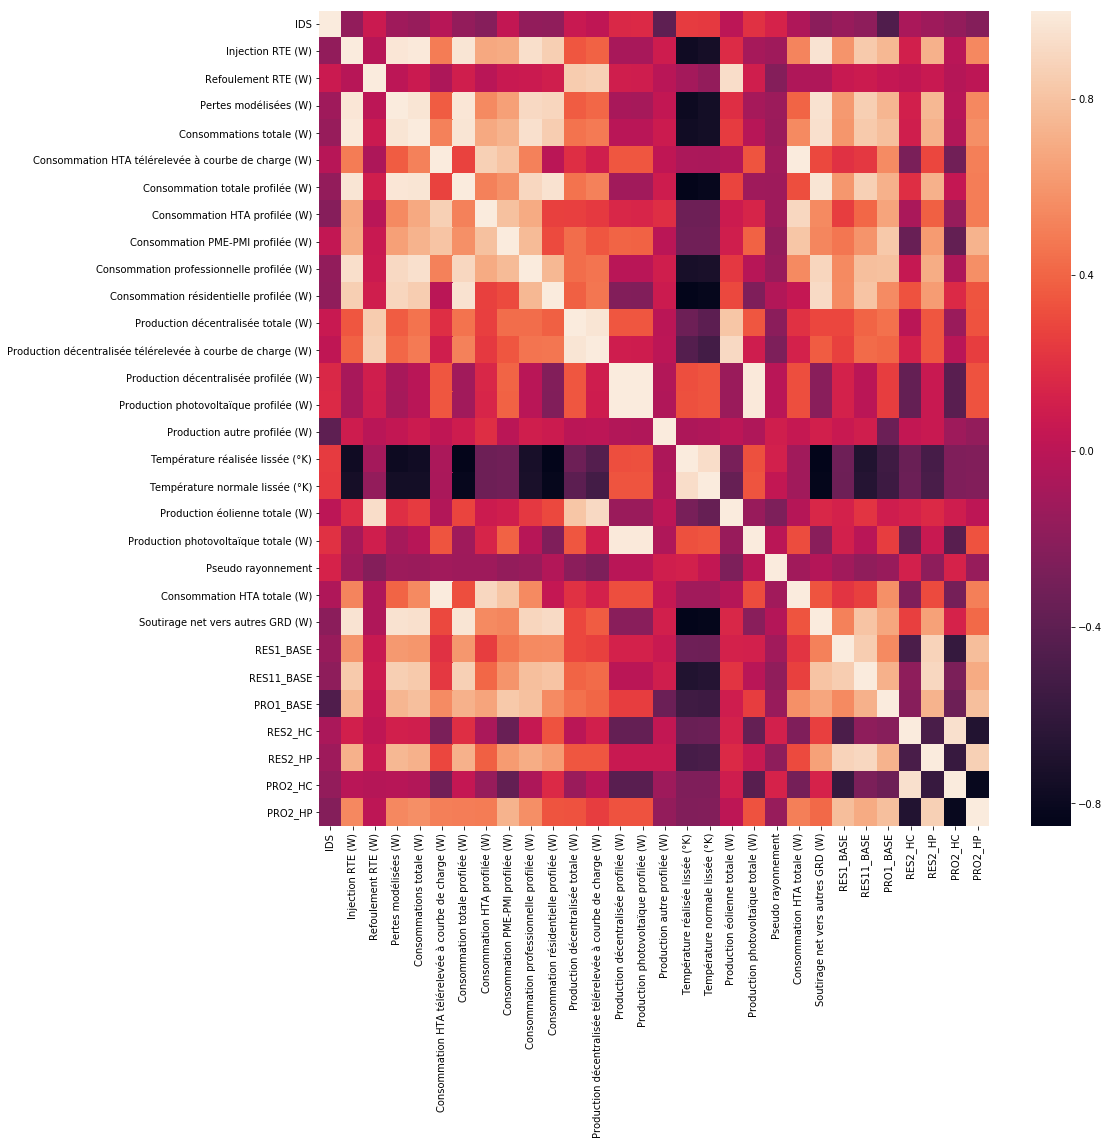 IDS
Injection RTE (W)
Refoulement RTE (W)
Pertes modélisées (W)
Consommations totale (W)
Consommation HTA télérelevée à courbe de charge (W)
Consommation totale profilée (W)
Consommation HTA profilée (W)
Consommation PME-PMI profilée (W)
Consommation professionnelle profilée (W)
Consommation résidentielle profilée (W)
Production décentralisée totale (W)
Production décentralisée télérelevée à courbe de charge (W)
Production décentralisée profilée (W)
Production photovoltaïque profilée (W)
Production autre profilée (W)
Température réalisée lissée (°K)
Température normale lissée (°K)
Production éolienne totale (W)
Production photovoltaïque totale (W)
Pseudo rayonnement
Consommation HTA totale (W)
Soutirage net vers autres GRD (W)
RES1_BASE
RES11_BASE
PRO1_BASE
RES2_HC
RES2_HP
PRO2_HC
PRO2_HP
IDS
Injection RTE (W)
Refoulement RTE (W)
Pertes modélisées (W)
Consommations totale (W)
Consommation HTA télérelevée à courbe de charge (W)
Consommation totale profilée (W)
Consommation HTA profilée (W)
Consommation PME-PMI profilée (W)
Consommation professionnelle profilée (W)
Consommation résidentielle profilée (W)
Production décentralisée totale (W)
Production décentralisée télérelevée à courbe de charge (W)
Production décentralisée profilée (W)
Production photovoltaïque profilée (W)
Production autre profilée (W)
Température réalisée lissée (°K)
Température normale lissée (°K)
Production éolienne totale (W)
Production photovoltaïque totale (W)
Pseudo rayonnement
Consommation HTA totale (W)
Soutirage net vers autres GRD (W)
RES1_BASE
RES11_BASE
PRO1_BASE
RES2_HC
RES2_HP
PRO2_HC
PRO2_HP
0.8
0.4
0.0
−0.4
−0.8